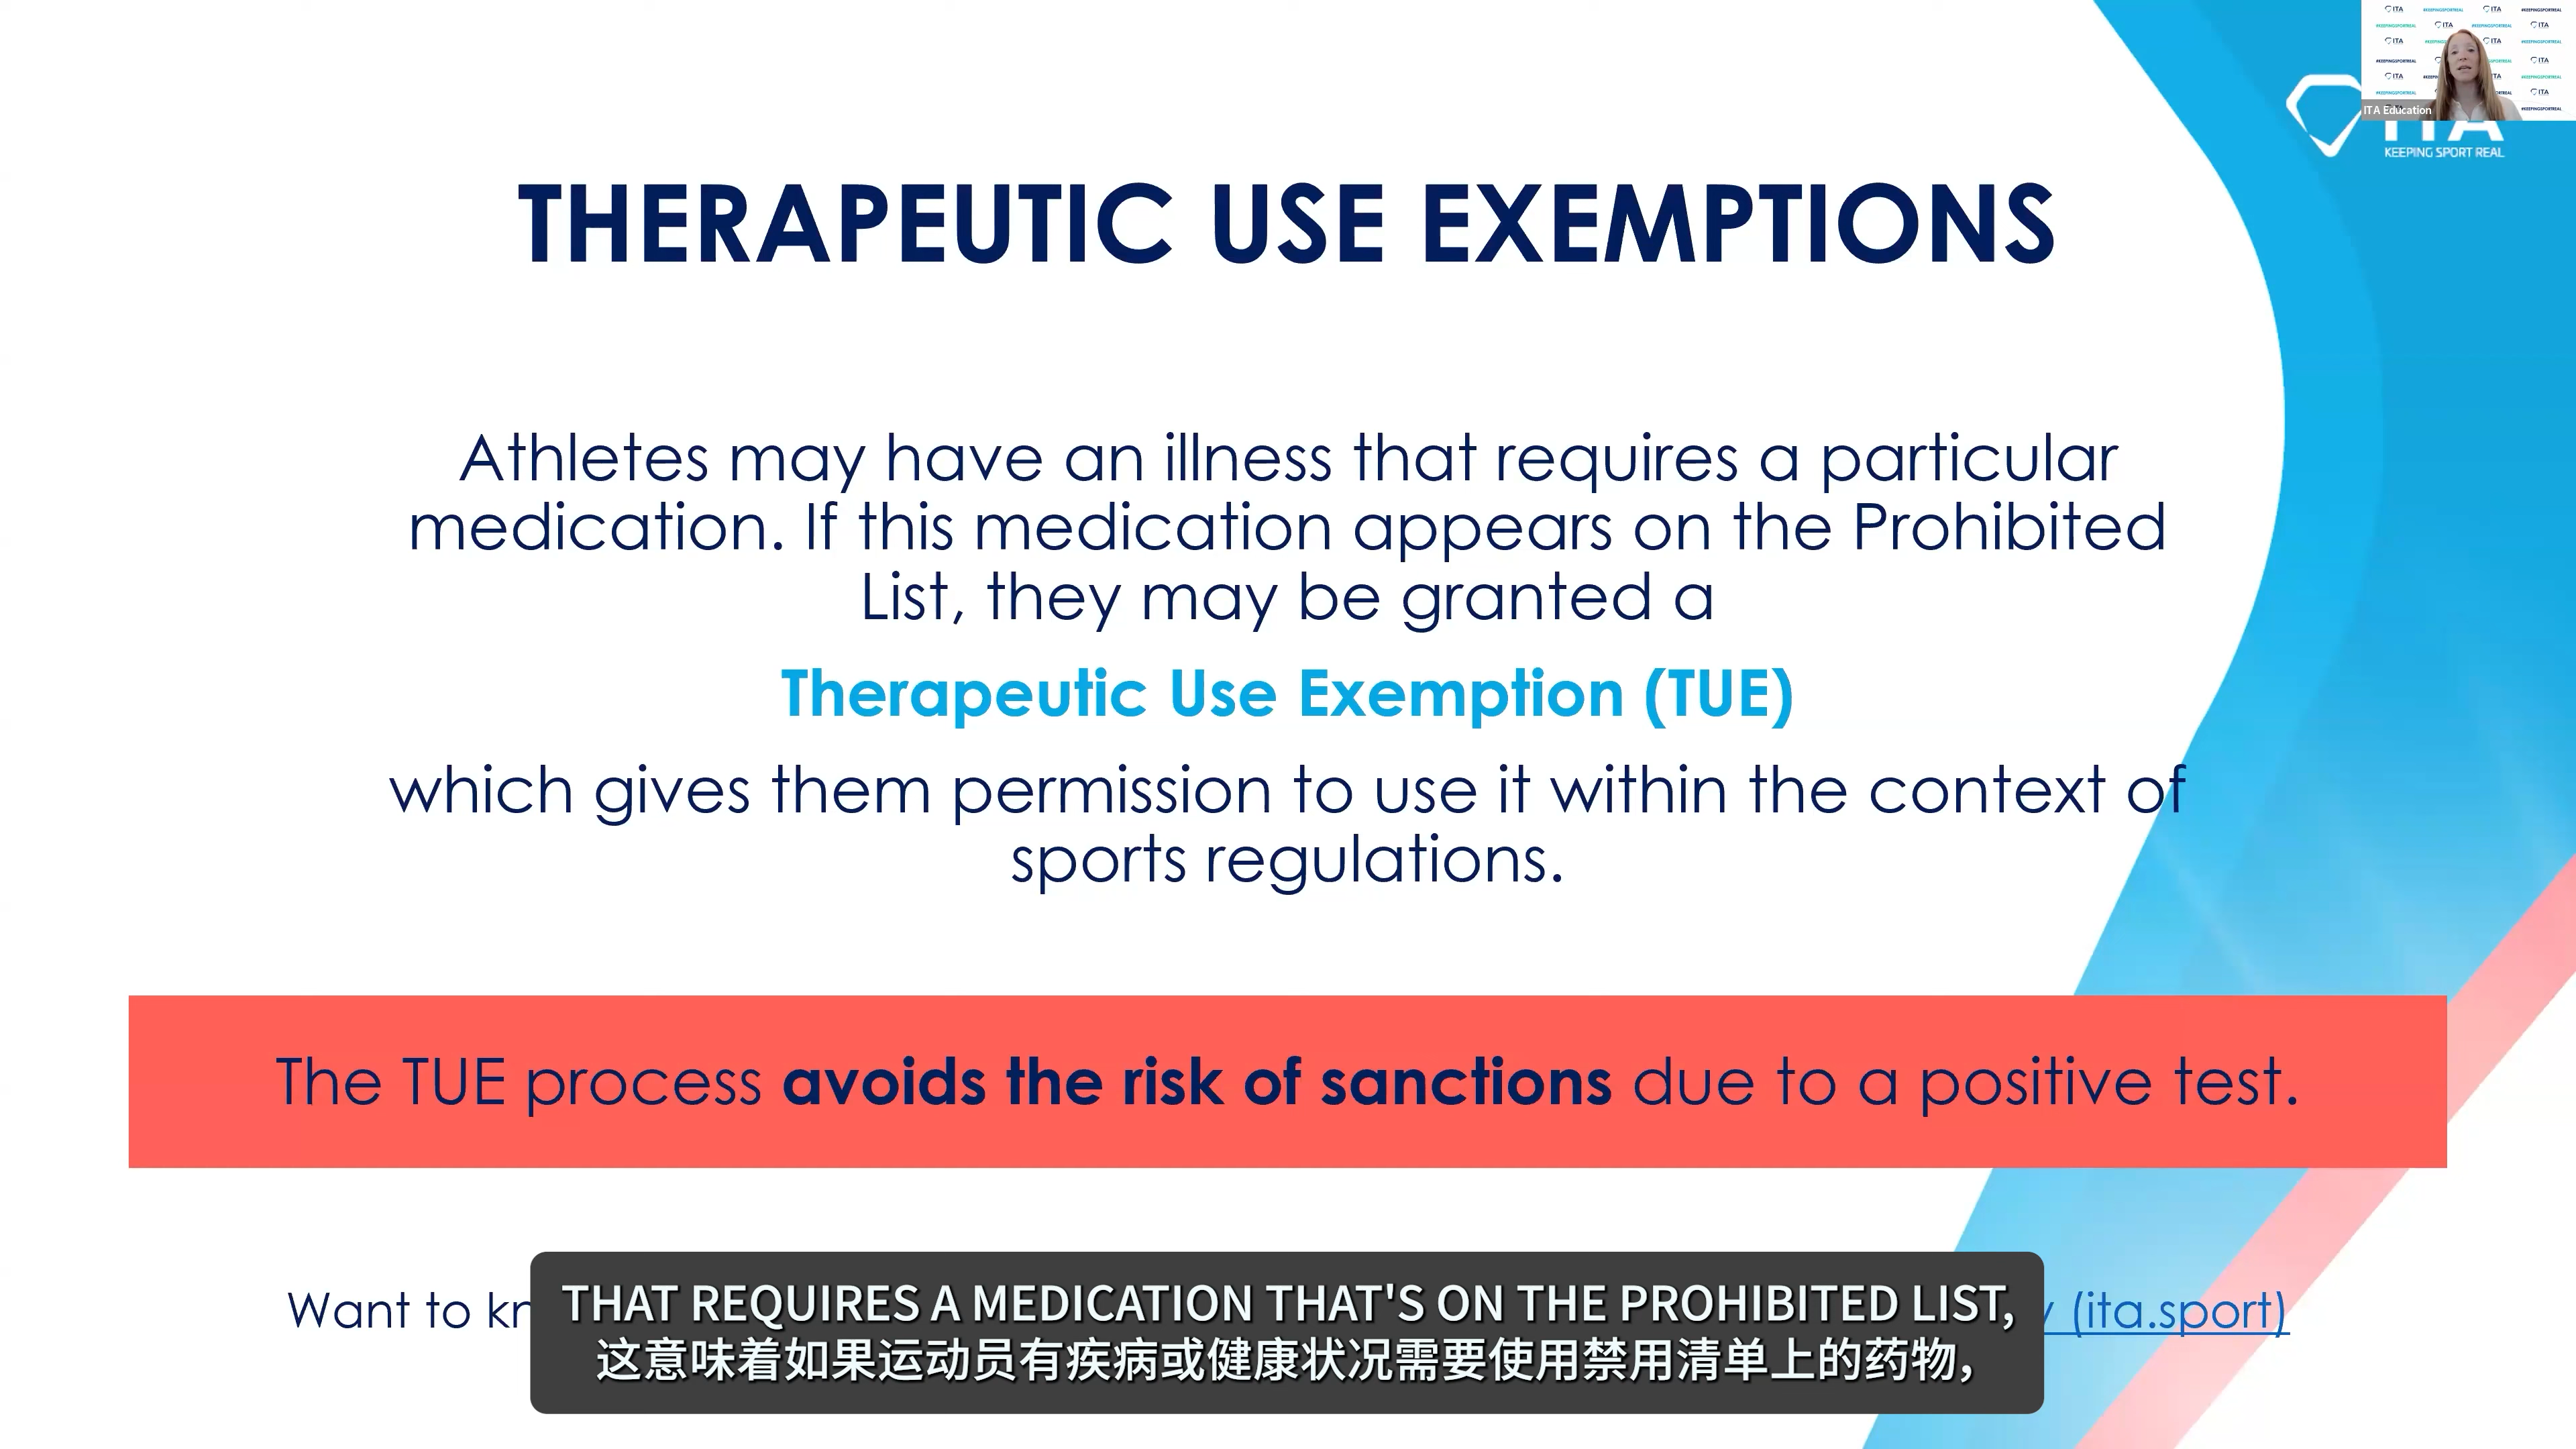 ITA Education
KEEPING SPORT REAL
THERAPEUTIC USE EXEMPTIONS
Athletes may have an illness that requires a particular
medication. If this medication appears on the Prohibited
List, they may be granted a
Therapeutic Use Exemption (TUE)
which gives them permission to use it within the context of
sports regulations.
The TUE process avoids the risk of sanctions due to a positive test.
Want to (ita.sport)
THAT REQUIRES A MEDICATION THAT'S ON THE PROHIBITED LIST,
这意味着如果运动员有疾病或健康状况需要使用禁用清单上的药物，